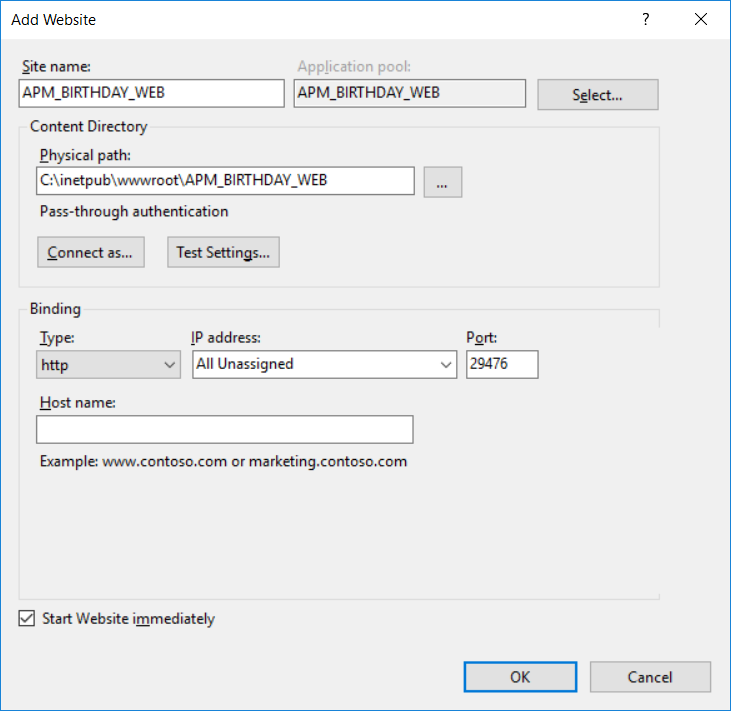 Add Website
?
Site name:
Application pool:
APM_BIRTHDAY_WEB
APM_BIRTHDAY_WEB
Select...
Content Directory
Physical path:
C:\inetpub\wwwroot\APM_BIRTHDAY_WEB
...
Pass-through authentication
Connect as...
Test Settings...
Binding
Type:
IP address:
Port:
http
All Unassigned
29476
Host name:
Example: www.contoso.com or marketing.contoso.com
Start Website immediately
OK
Cancel